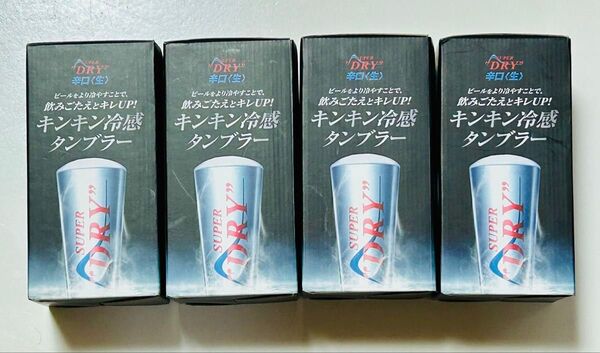 "SUPER
"DRY"
辛口〈生〉
ビールをより冷やすことで、
飲みごたえとキレUP!
キンキン冷感
タンブラー
SUPER
"DRY"
"SUPER
"DRY"
辛口〈生〉
ビールをより冷やすことで、
飲みごたえとキレUP!
キンキン冷感
タンブラー
SUPER
"DRY"
"SUPER
"DRY"
辛口〈生〉
ビールをより冷やすことで、
飲みごたえとキレUP!
キンキン冷感
タンブラー
SUPER
"DRY"
"SUPER
"DRY"
辛口〈生〉
ビールをより冷やすことで、
飲みごたえとキレUP!
キンキン冷感
タンブラー
SUPER
"DRY"